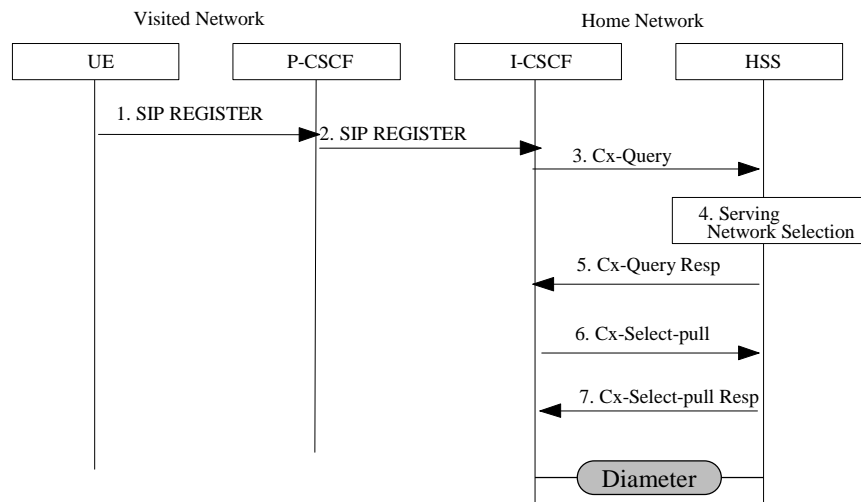 Visited Network
Home Network
UE
P-CSCF
I-CSCF
HSS
1. SIP REGISTER
2. SIP REGISTER
3. Cx-Query
4. Serving
Network Selection
5. Cx-Query Resp
6. Cx-Select-pull
7. Cx-Select-pull Resp
Diameter